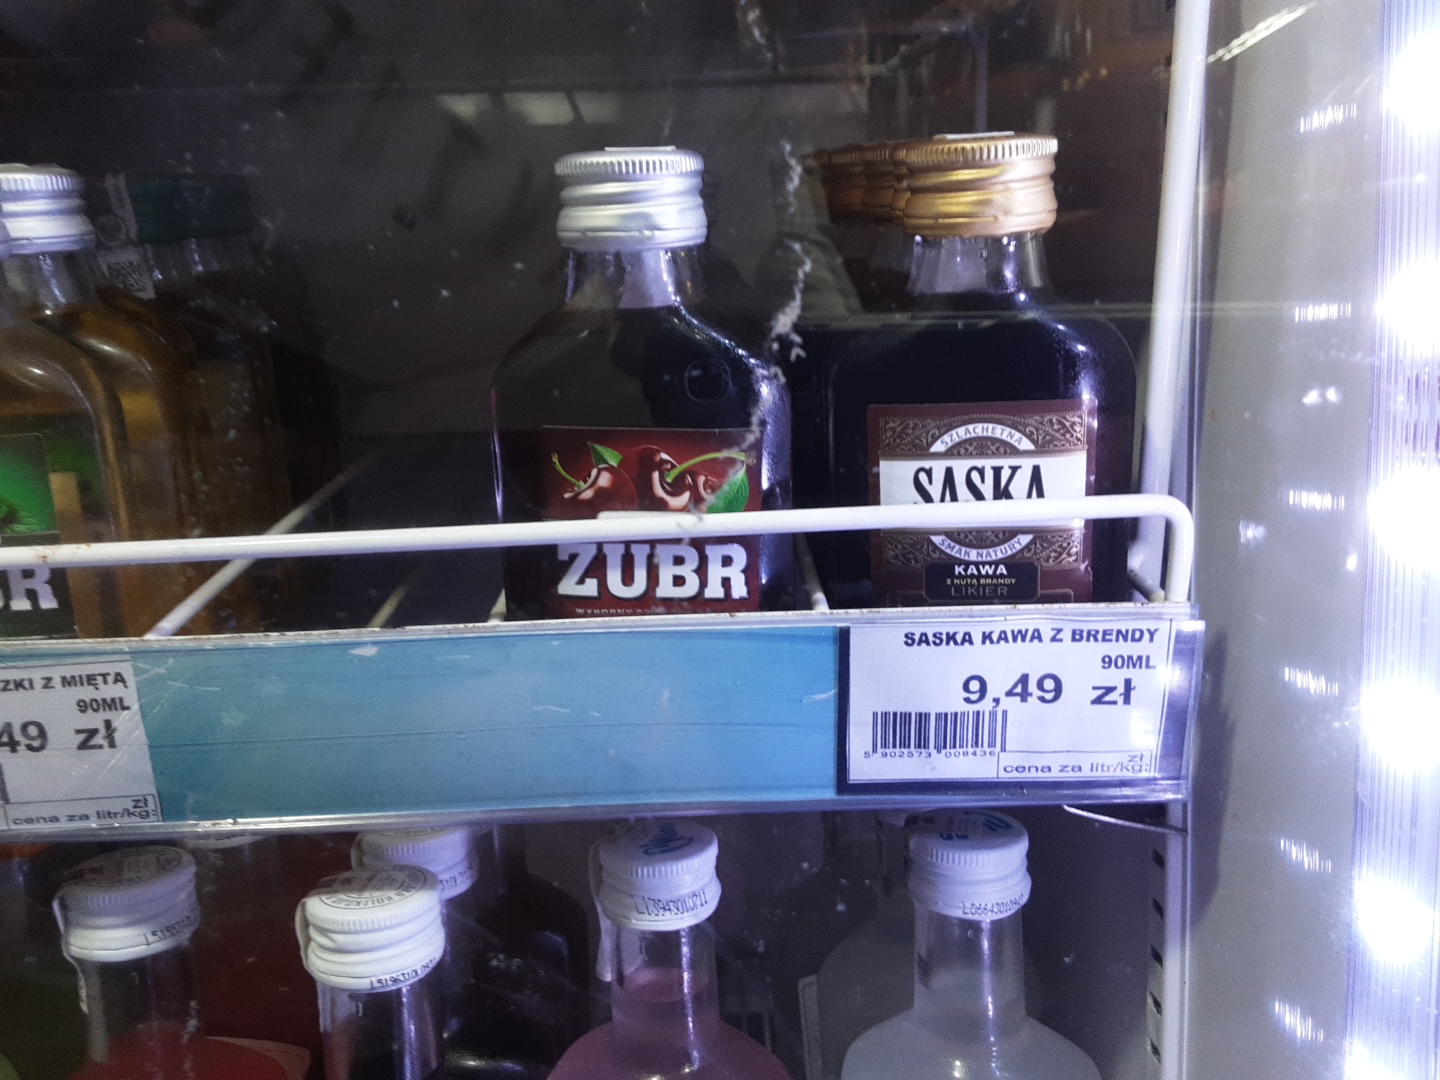 ZUBR
SZLACHETNA
SASKA
SMAK NATURY
KAWA
Z NUTĄ BRANDY
LIKIER
UR
ZKI Z MIĘTĄ
90ML
49 zł
zł
cena za litr/kg:
SASKA KAWA Z BRENDY
90ML
9,49 zł
5 902573 008436
zł
cena za litr/kg: